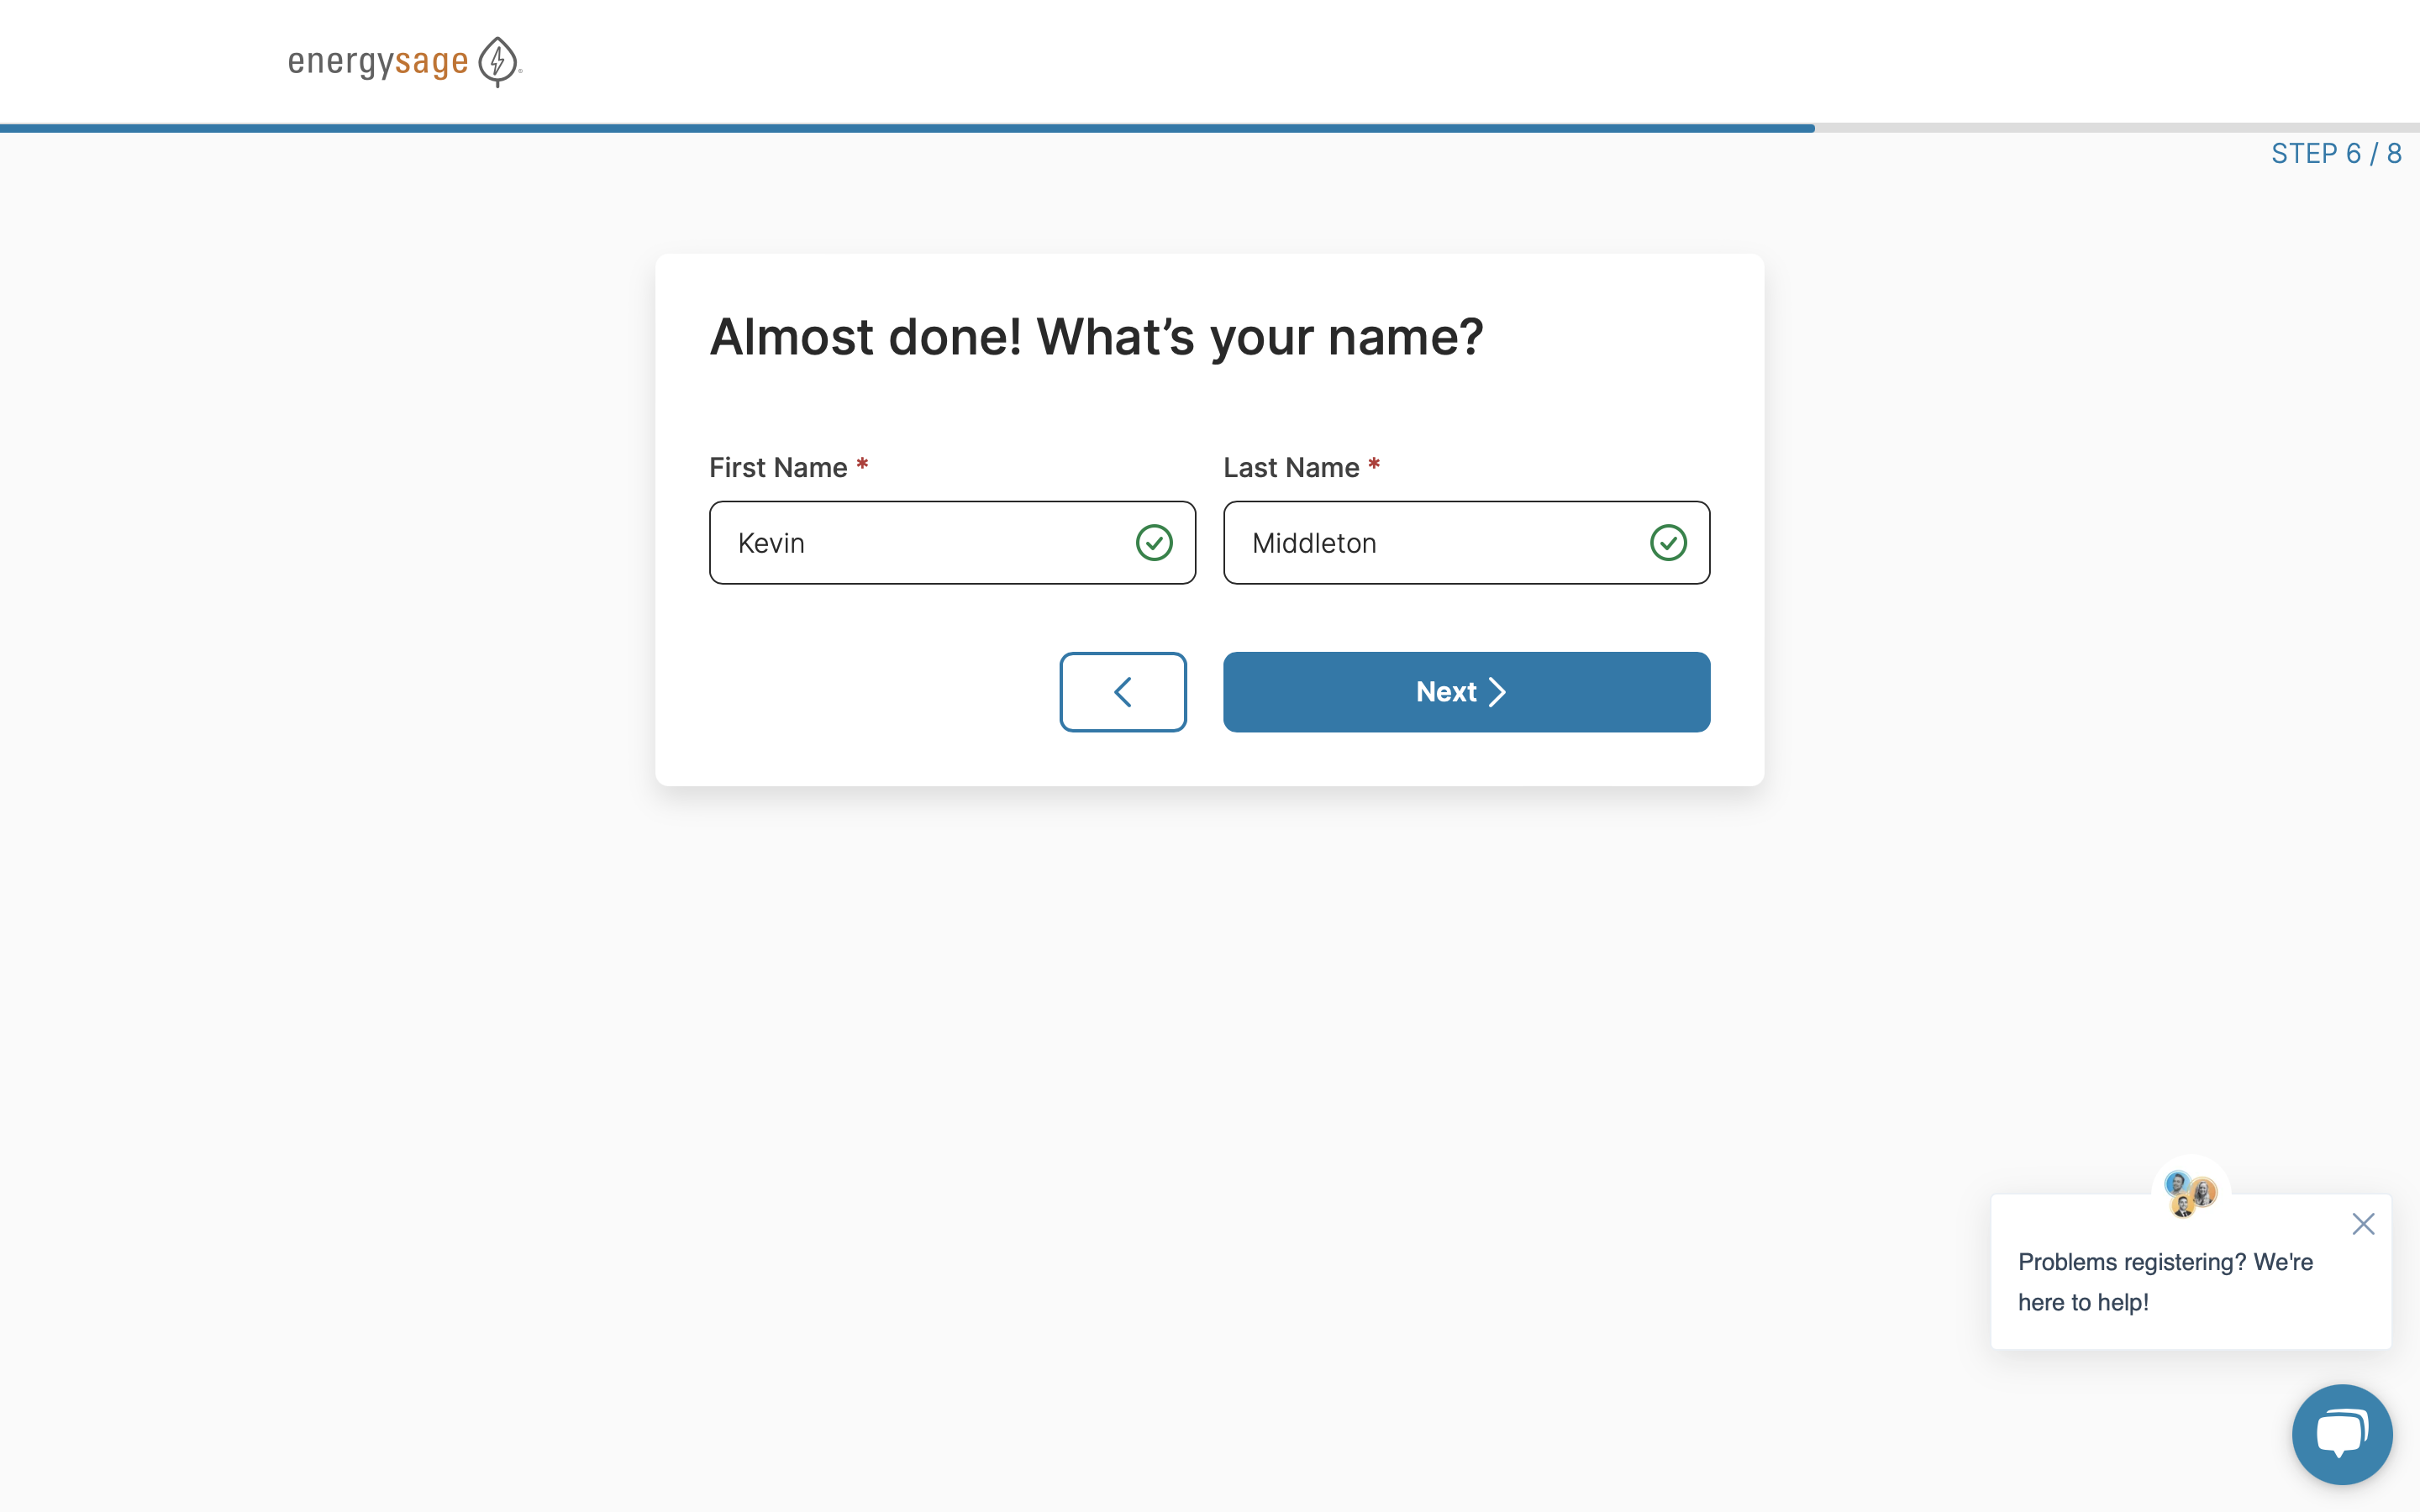 energysage
STEP 6 / 8
Almost done! What's your name?
First Name *
Last Name *
Kevin
Middleton
Next
Problems registering? We're
here to help!